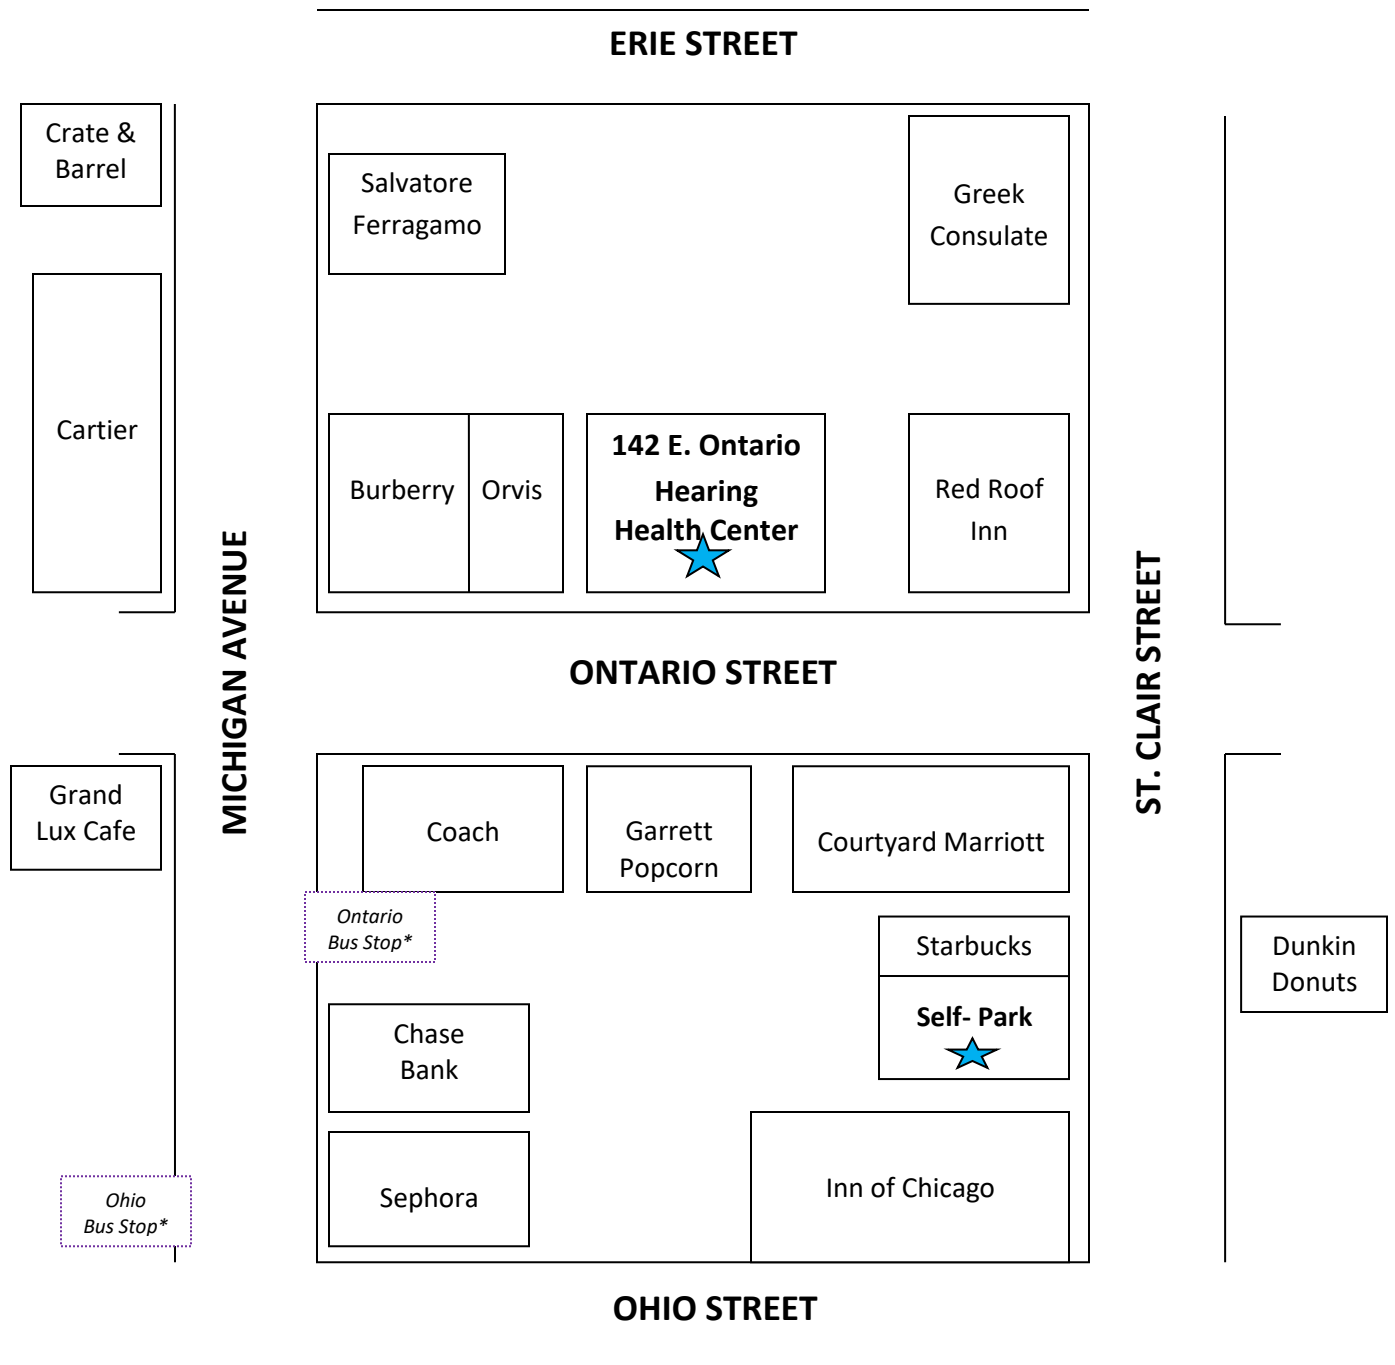 ERIE STREET
Crate &
Barrel
Salvatore
Ferragamo
Greek
Consulate
Cartier
Burberry
Orvis
142 E. Ontario
Hearing
Health Center
Red Roof
Inn
MICHIGAN AVENUE
ONTARIO STREET
ST. CLAIR STREET
Grand
Lux Cafe
Coach
Garrett
Popcorn
Courtyard Marriott
Ontario
Bus Stop*
Starbucks
Dunkin
Donuts
Self- Park
Chase
Bank
Sephora
Inn of Chicago
Ohio
Bus Stop*
OHIO STREET